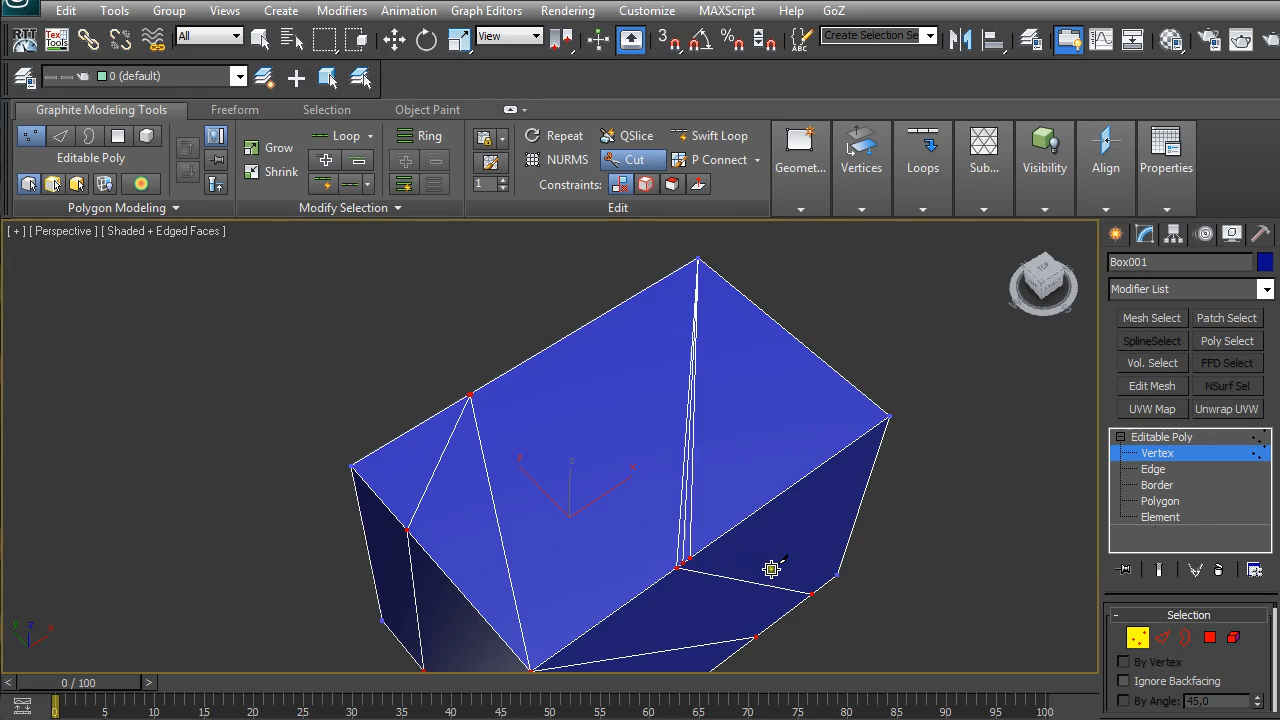 Edit Tools Group Views Create Modifiers Animation Graph Editors Rendering Customize MAXScript Help GoZ
Text Tools All View 3 Create Selection Se
0 (default)
Graphite Modeling Tools Freeform Selection Object Paint
Editable Poly
Polygon Modeling
Grow Loop Ring
Shrink
Modify Selection
Repeat QSlice Swift Loop
NURMS Cut P Connect
1 Constraints:
Edit
Geomet... Vertices Loops Sub... Visibility Align Properties
[ + ] [ Perspective ] [ Shaded + Edged Faces ]
TOP
y z x
y z x
Box001
Modifier List
Mesh Select Patch Select
SplineSelect Poly Select
Vol. Select FFD Select
Edit Mesh NSurf Sel
UVW Map Unwrap UVW
Editable Poly
Vertex
Edge
Border
Polygon
Element
Selection
By Vertex
Ignore Backfacing
By Angle: 45,0
< 0 / 100 >
0 5 10 15 20 25 30 35 40 45 50 55 60 65 70 75 80 85 90 95 100